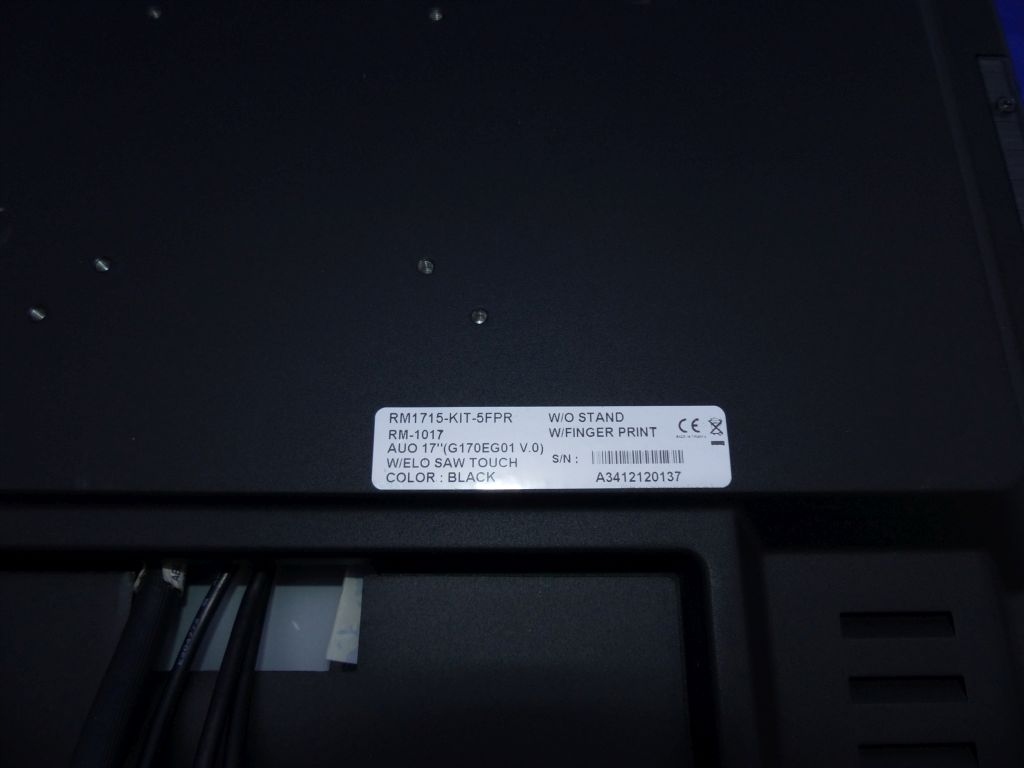 RM1715-KIT-5FPR
RM-1017
AUO 17"(G170EG01 V.0)
W/ELO SAW TOUCH
COLOR : BLACK
W/O STAND
W/FINGER PRINT
CE
S/N :
A3412120137